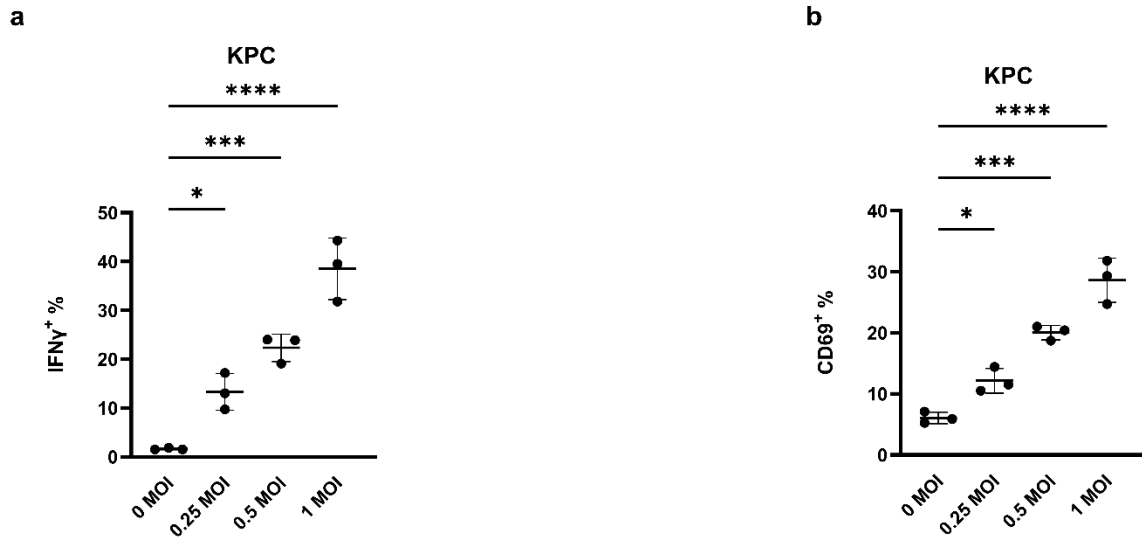 a
KPC
****
***
*
IFNγ⁺ %
50
40
30
20
10
0
0 MOI
0.25 MOI
0.5 MOI
1 MOI
b
KPC
****
***
*
CD69⁺ %
40
30
20
10
0
0 MOI
0.25 MOI
0.5 MOI
1 MOI